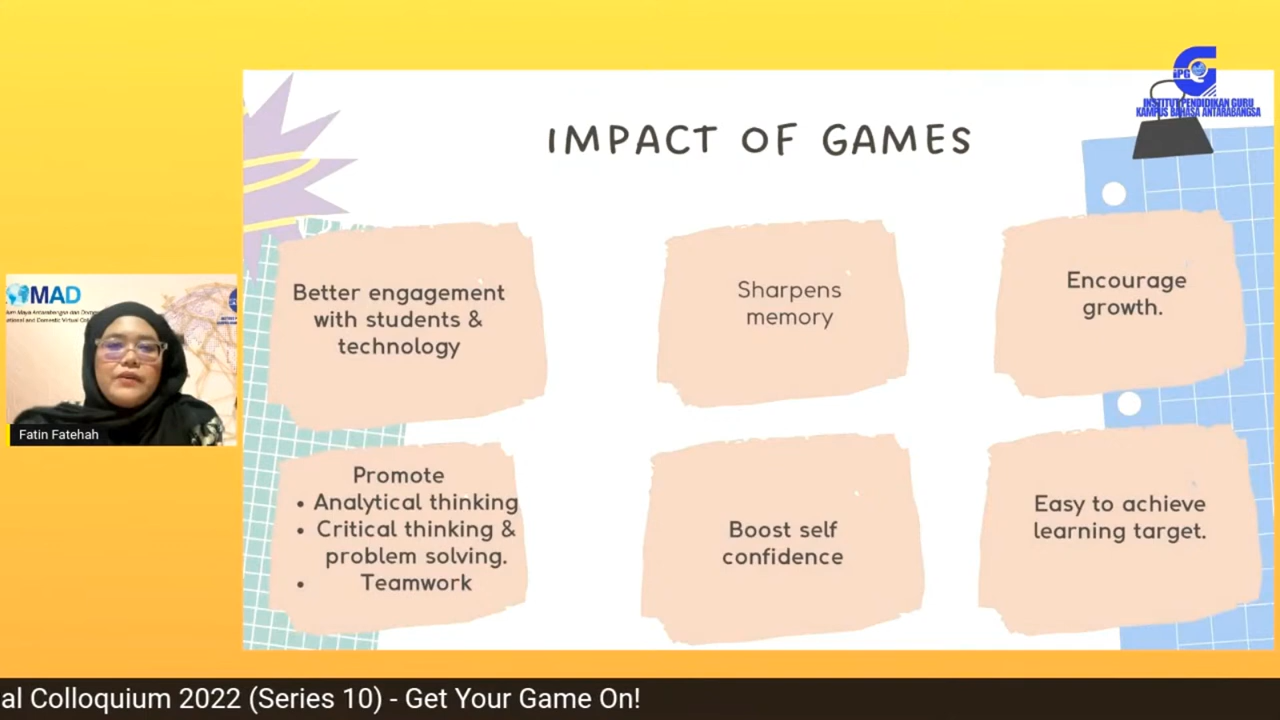 IPG
INSTITUT PENDIDIKAN GURU
KAMPUS BAHASA ANTARABANGSA
IMPACT OF GAMES
Better engagement
with students &
technology
Sharpens
memory
Encourage
growth.
Promote
• Analytical thinking
• Critical thinking &
problem solving.
• Teamwork
Boost self
confidence
Easy to achieve
learning target.
MAD
Fatin Fatehah
al Colloquium 2022 (Series 10) - Get Your Game On!